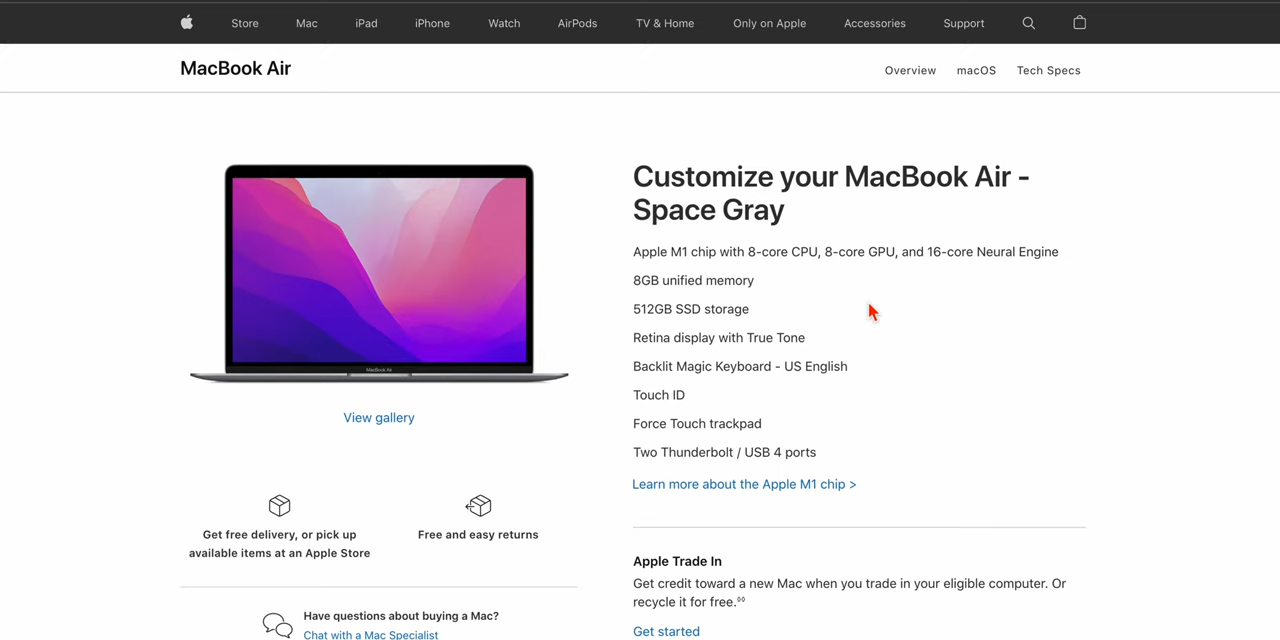 Store Mac iPad iPhone Watch AirPods TV & Home Only on Apple Accessories Support
MacBook Air
Overview macOS Tech Specs
MacBook Air
View gallery
Get free delivery, or pick up
available items at an Apple Store
Free and easy returns
Have questions about buying a Mac?
Chat with a Mac Specialist
Customize your MacBook Air -
Space Gray
Apple M1 chip with 8-core CPU, 8-core GPU, and 16-core Neural Engine
8GB unified memory
512GB SSD storage
Retina display with True Tone
Backlit Magic Keyboard - US English
Touch ID
Force Touch trackpad
Two Thunderbolt / USB 4 ports
Learn more about the Apple M1 chip >
Apple Trade In
Get credit toward a new Mac when you trade in your eligible computer. Or
recycle it for free.◊◊
Get started